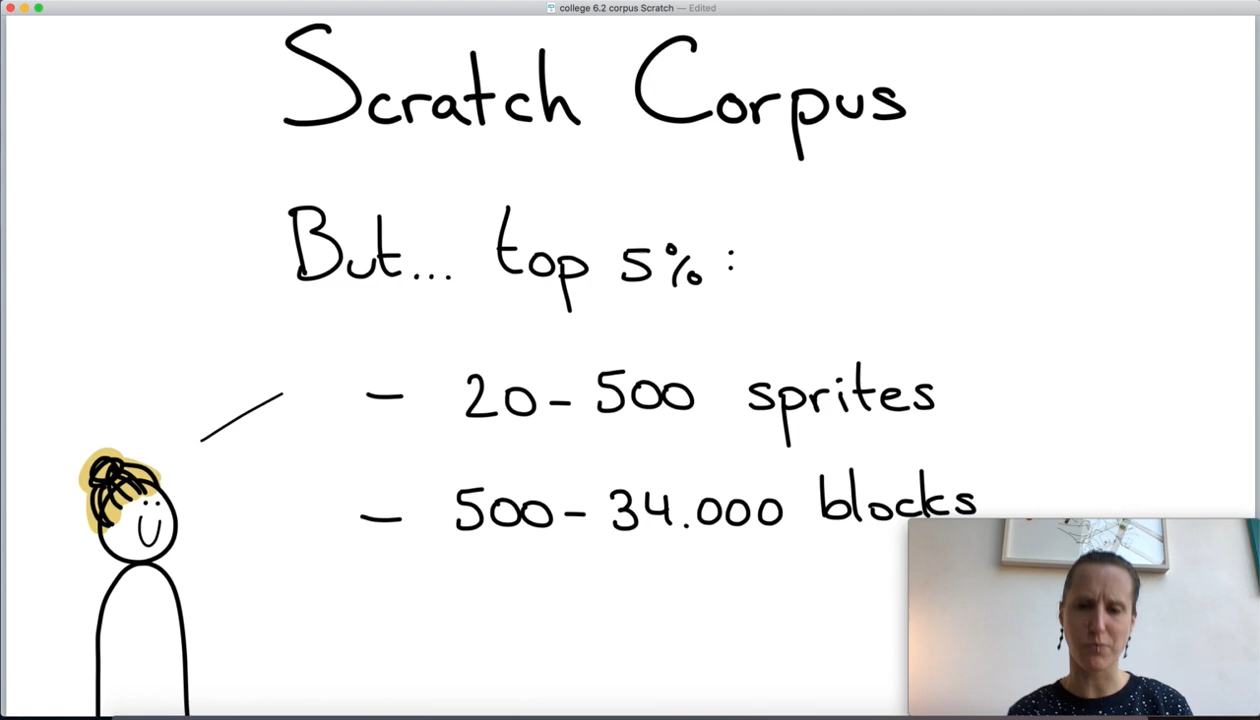 college 6.2 corpus Scratch — Edited
Scratch Corpus
But... top 5% :
- 20 - 500 sprites
- 500 - 34.000 blocks